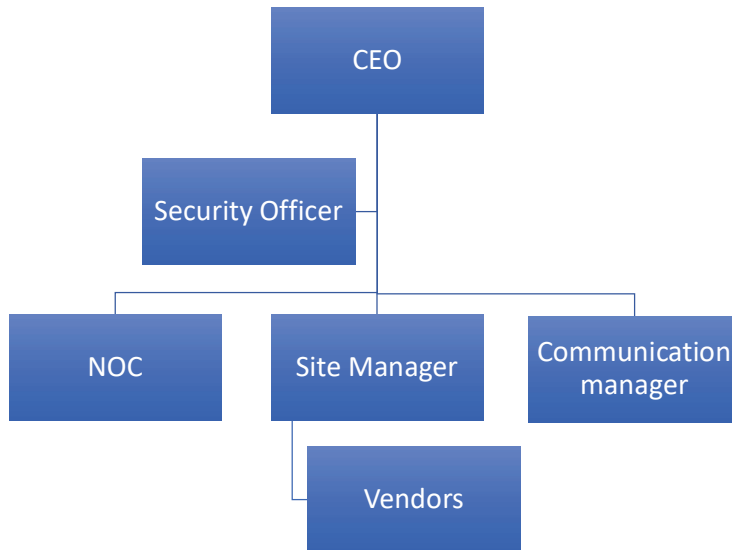 CEO
Security Officer
NOC
Site Manager
Communication
manager
Vendors